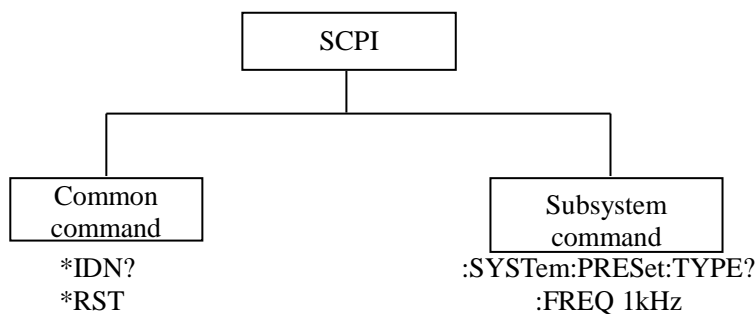 SCPI
Common
command
*IDN?
*RST
Subsystem
command
:SYSTem:PRESet:TYPE?
:FREQ 1kHz